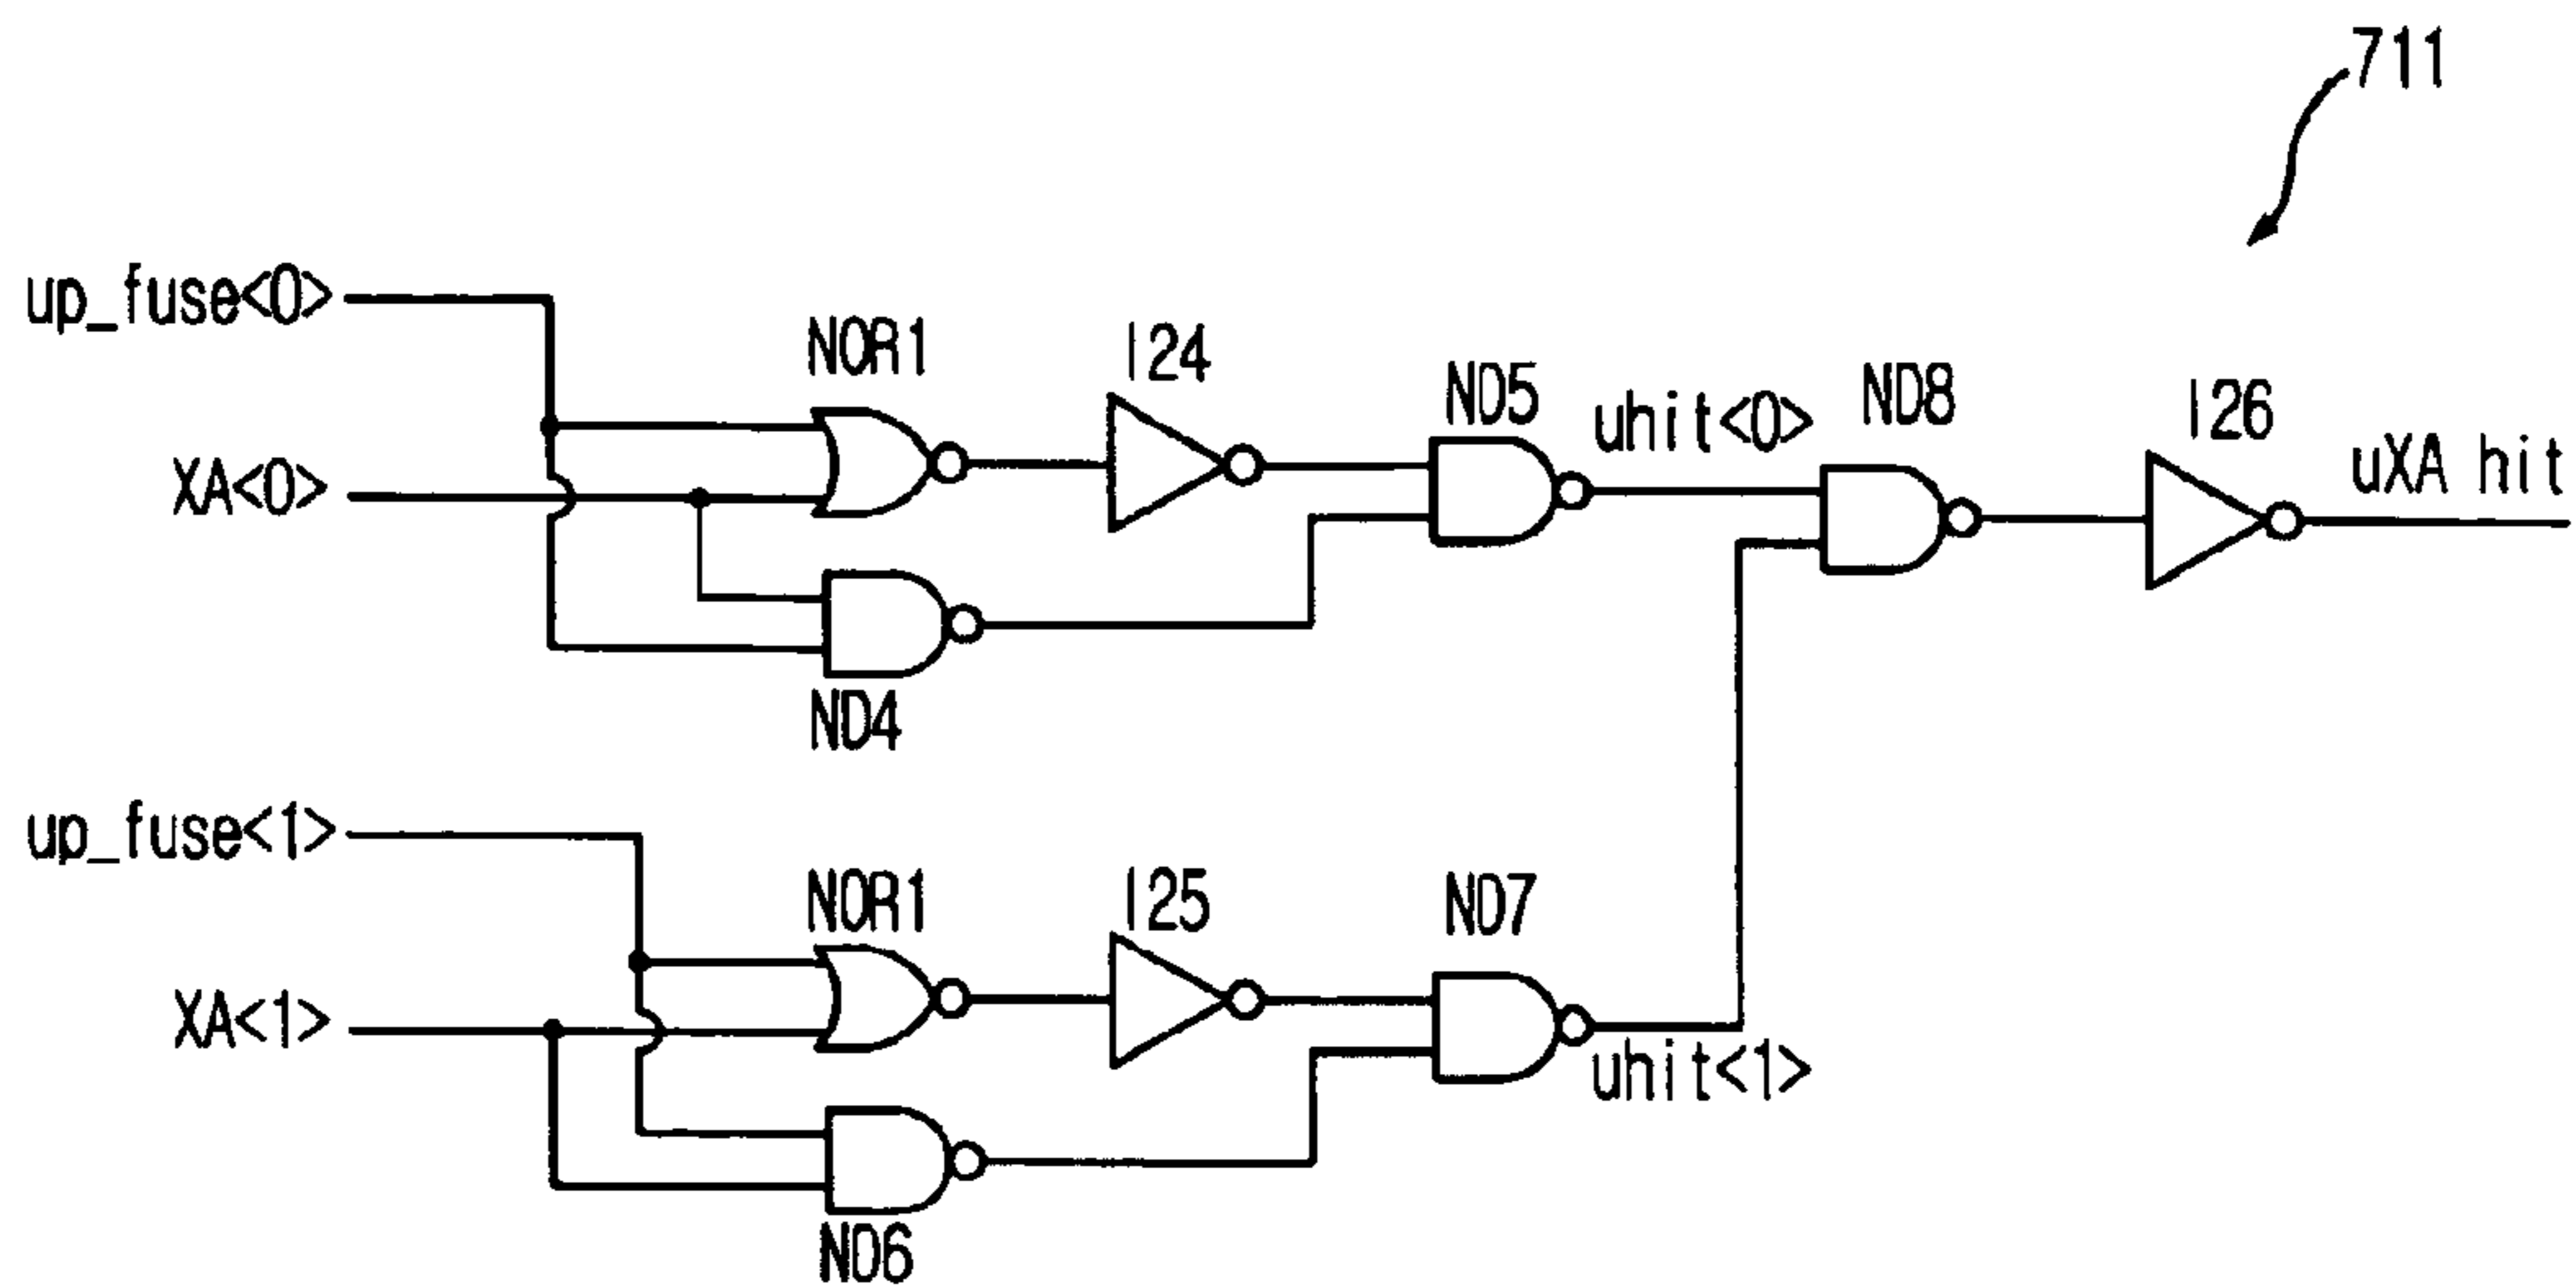 711
up_fuse<0>
NOR1
I24
ND5
uhit<0>
ND8
I26
uXA hit
XA<0>
ND4
up_fuse<1>
NOR1
I25
ND7
XA<1>
uhit<1>
ND6